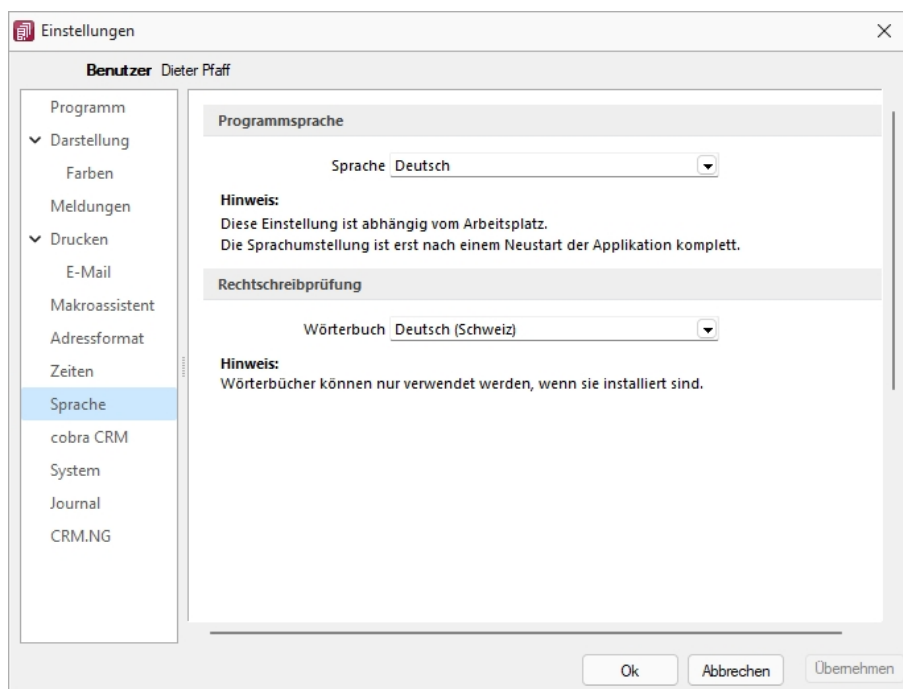 Einstellungen
Benutzer Dieter Pfaff
Programm
Darstellung
Farben
Meldungen
Drucken
E-Mail
Makroassistent
Adressformat
Zeiten
Sprache
cobra CRM
System
Journal
CRM.NG
Programmsprache
Sprache Deutsch
Hinweis:
Diese Einstellung ist abhängig vom Arbeitsplatz.
Die Sprachumstellung ist erst nach einem Neustart der Applikation komplett.
Rechtschreibprüfung
Wörterbuch Deutsch (Schweiz)
Hinweis:
Wörterbücher können nur verwendet werden, wenn sie installiert sind.
Ok Abbrechen Übernehmen